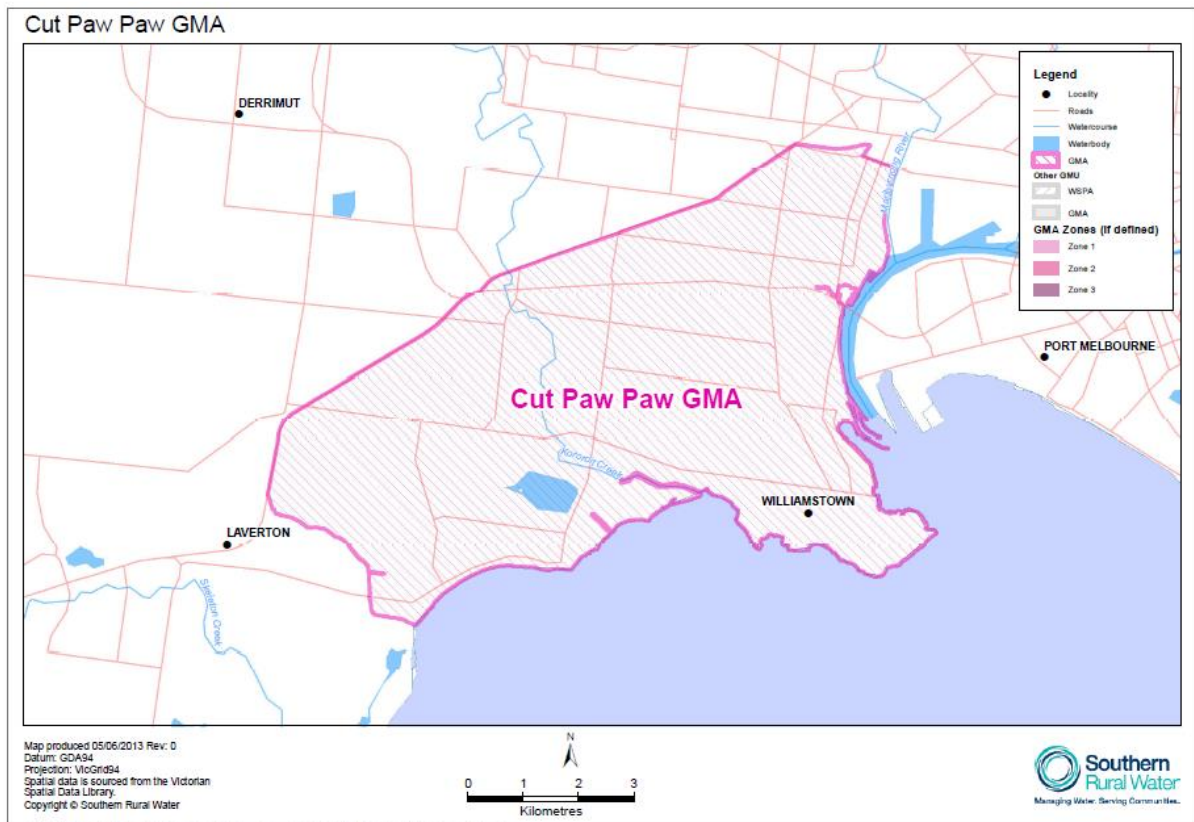 Cut Paw Paw GMA
Legend
Locality
Roads
Watercourse
Waterbody
GMA
Other GMU
WSPA
GMA
GMA Zones (if defined)
Zone 1
Zone 2
Zone 3
DERRIMUT
Maribyrnong River
PORT MELBOURNE
Cut Paw Paw GMA
Kororoit Creek
WILLIAMSTOWN
LAVERTON
Skeleton Creek
Map produced 05/06/2013 Rev: 0
Datum: GDA94
Projection: VicGrid94
Spatial data is sourced from the Victorian
Spatial Data Library.
Copyright © Southern Rural Water
N
0 1 2 3
Kilometres
Southern
Rural Water
Managing Water. Serving Communities.